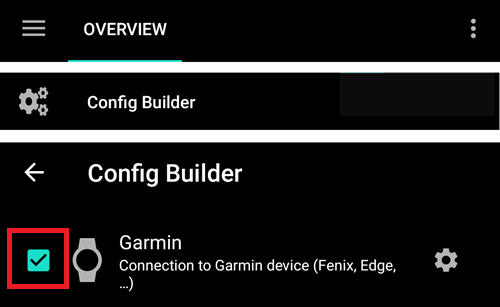 OVERVIEW
Config Builder
Config Builder
Garmin
Connection to Garmin device (Fenix, Edge,
...)